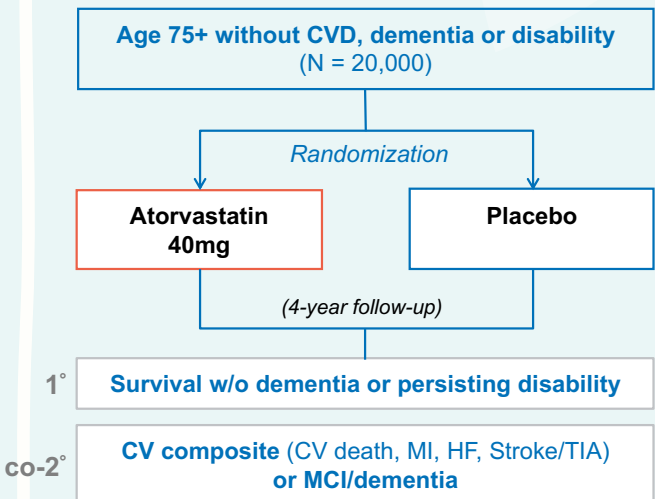 Age 75+ without CVD, dementia or disability
(N = 20,000)
Randomization
Atorvastatin
40mg
Placebo
(4-year follow-up)
1°
Survival w/o dementia or persisting disability
co-2°
CV composite (CV death, MI, HF, Stroke/TIA)
or MCI/dementia